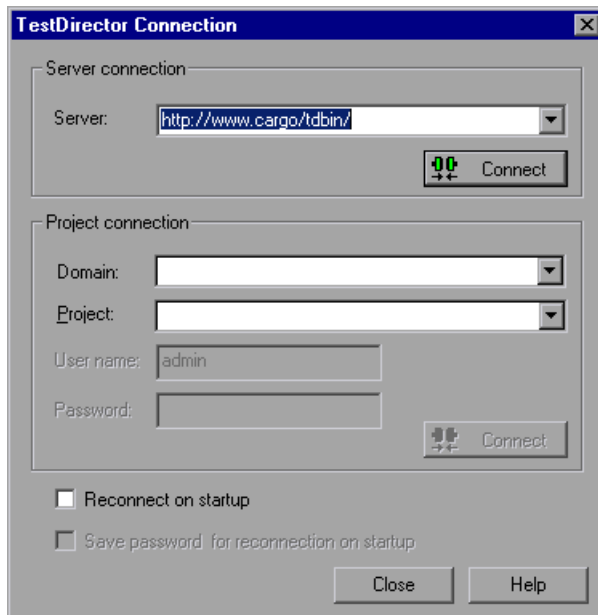 TestDirector Connection
Server connection
Server: http://www.cargo/tdbin/
Connect
Project connection
Domain:
Project:
User name: admin
Password:
Connect
Reconnect on startup
Save password for reconnection on startup
Close Help